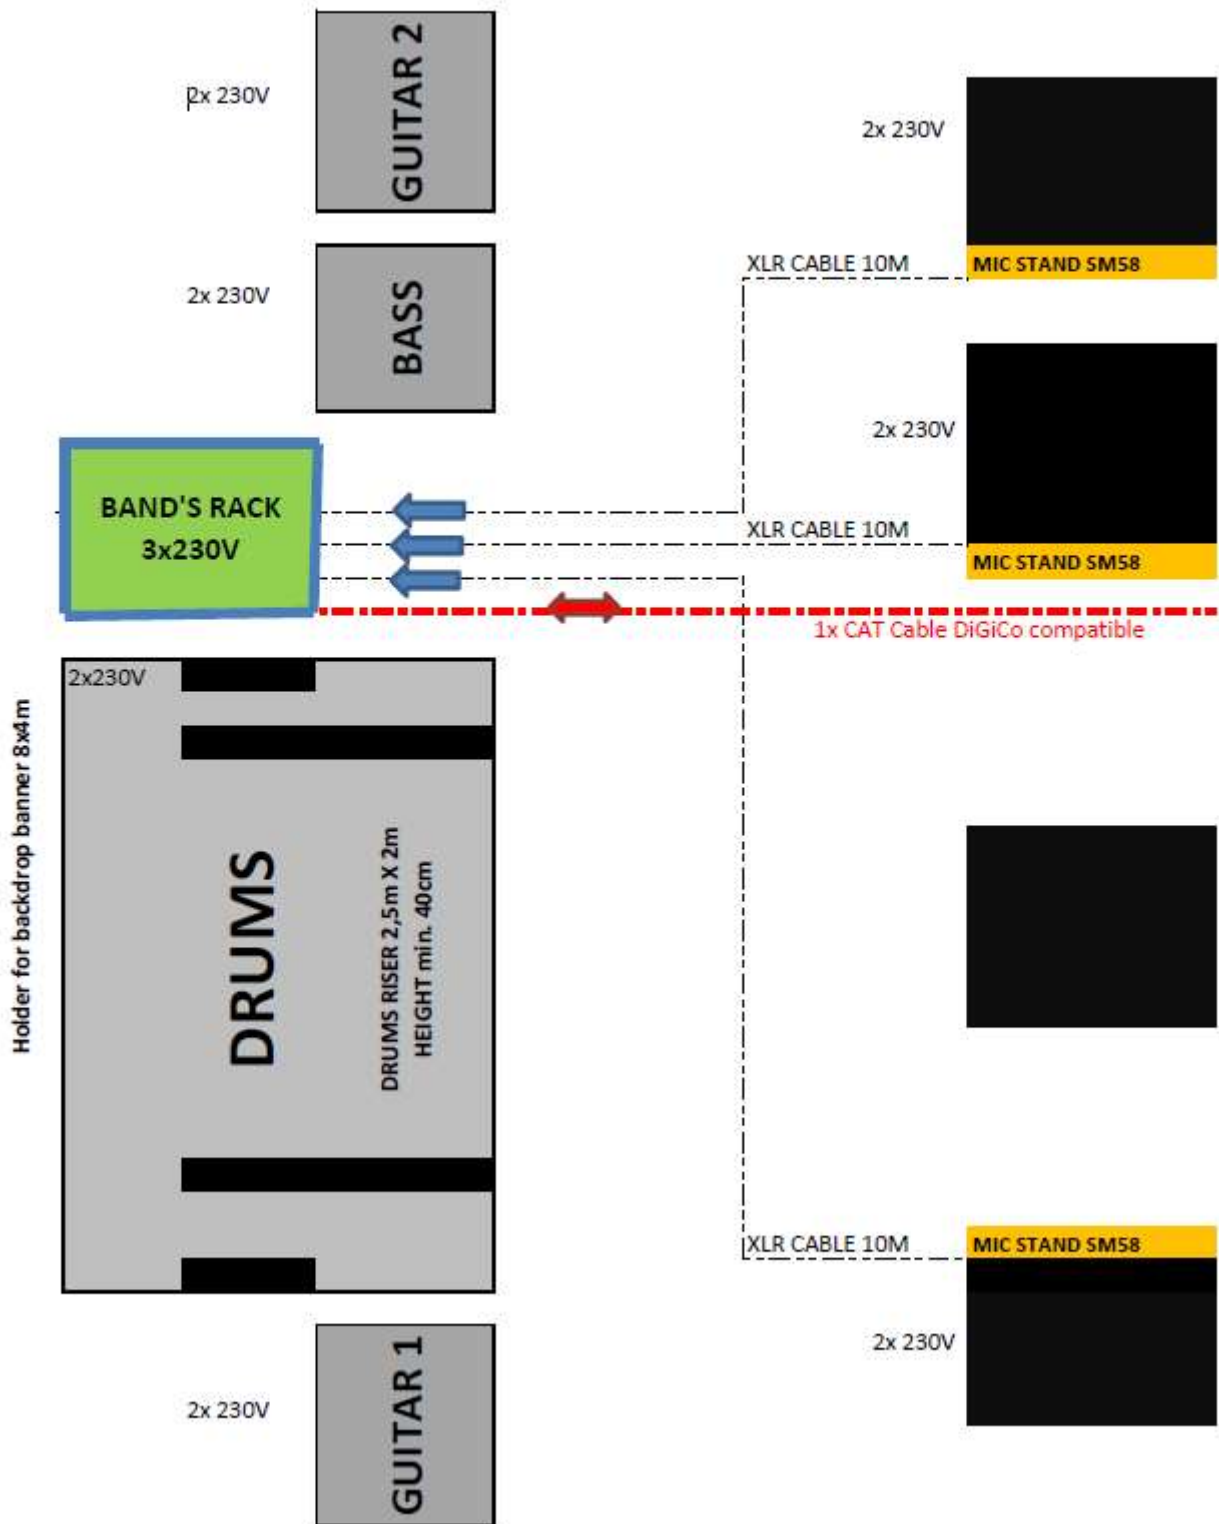 GUITAR 2
2x 230V
2x 230V
XLR CABLE 10M
MIC STAND SM58
2x 230V
BASS
2x 230V
BAND'S RACK
3x230V
XLR CABLE 10M
MIC STAND SM58
1x CAT Cable DiGiCo compatible
2x230V
Holder for backdrop banner 8x4m
DRUMS
DRUMS RISER 2,5m X 2m
HEIGHT min. 40cm
XLR CABLE 10M
MIC STAND SM58
2x 230V
GUITAR 1
2x 230V